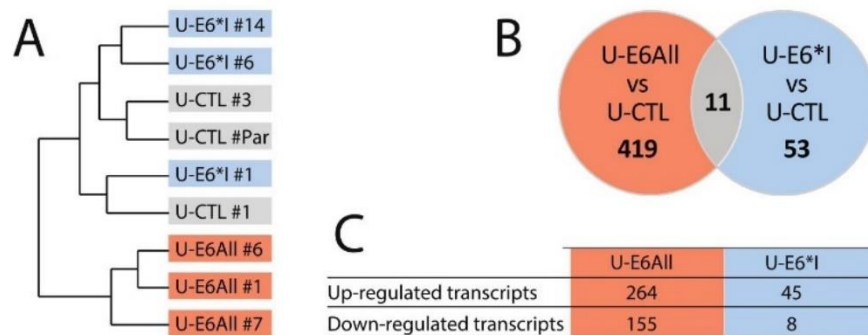 A
U-E6*I #14
U-E6*I #6
U-CTL #3
U-CTL #Par
U-E6*I #1
U-CTL #1
U-E6All #6
U-E6All #1
U-E6All #7
B
U-E6All
vs
U-CTL
419
11
U-E6*I
vs
U-CTL
53
C
U-E6All U-E6*I
Up-regulated transcripts 264 45
Down-regulated transcripts 155 8